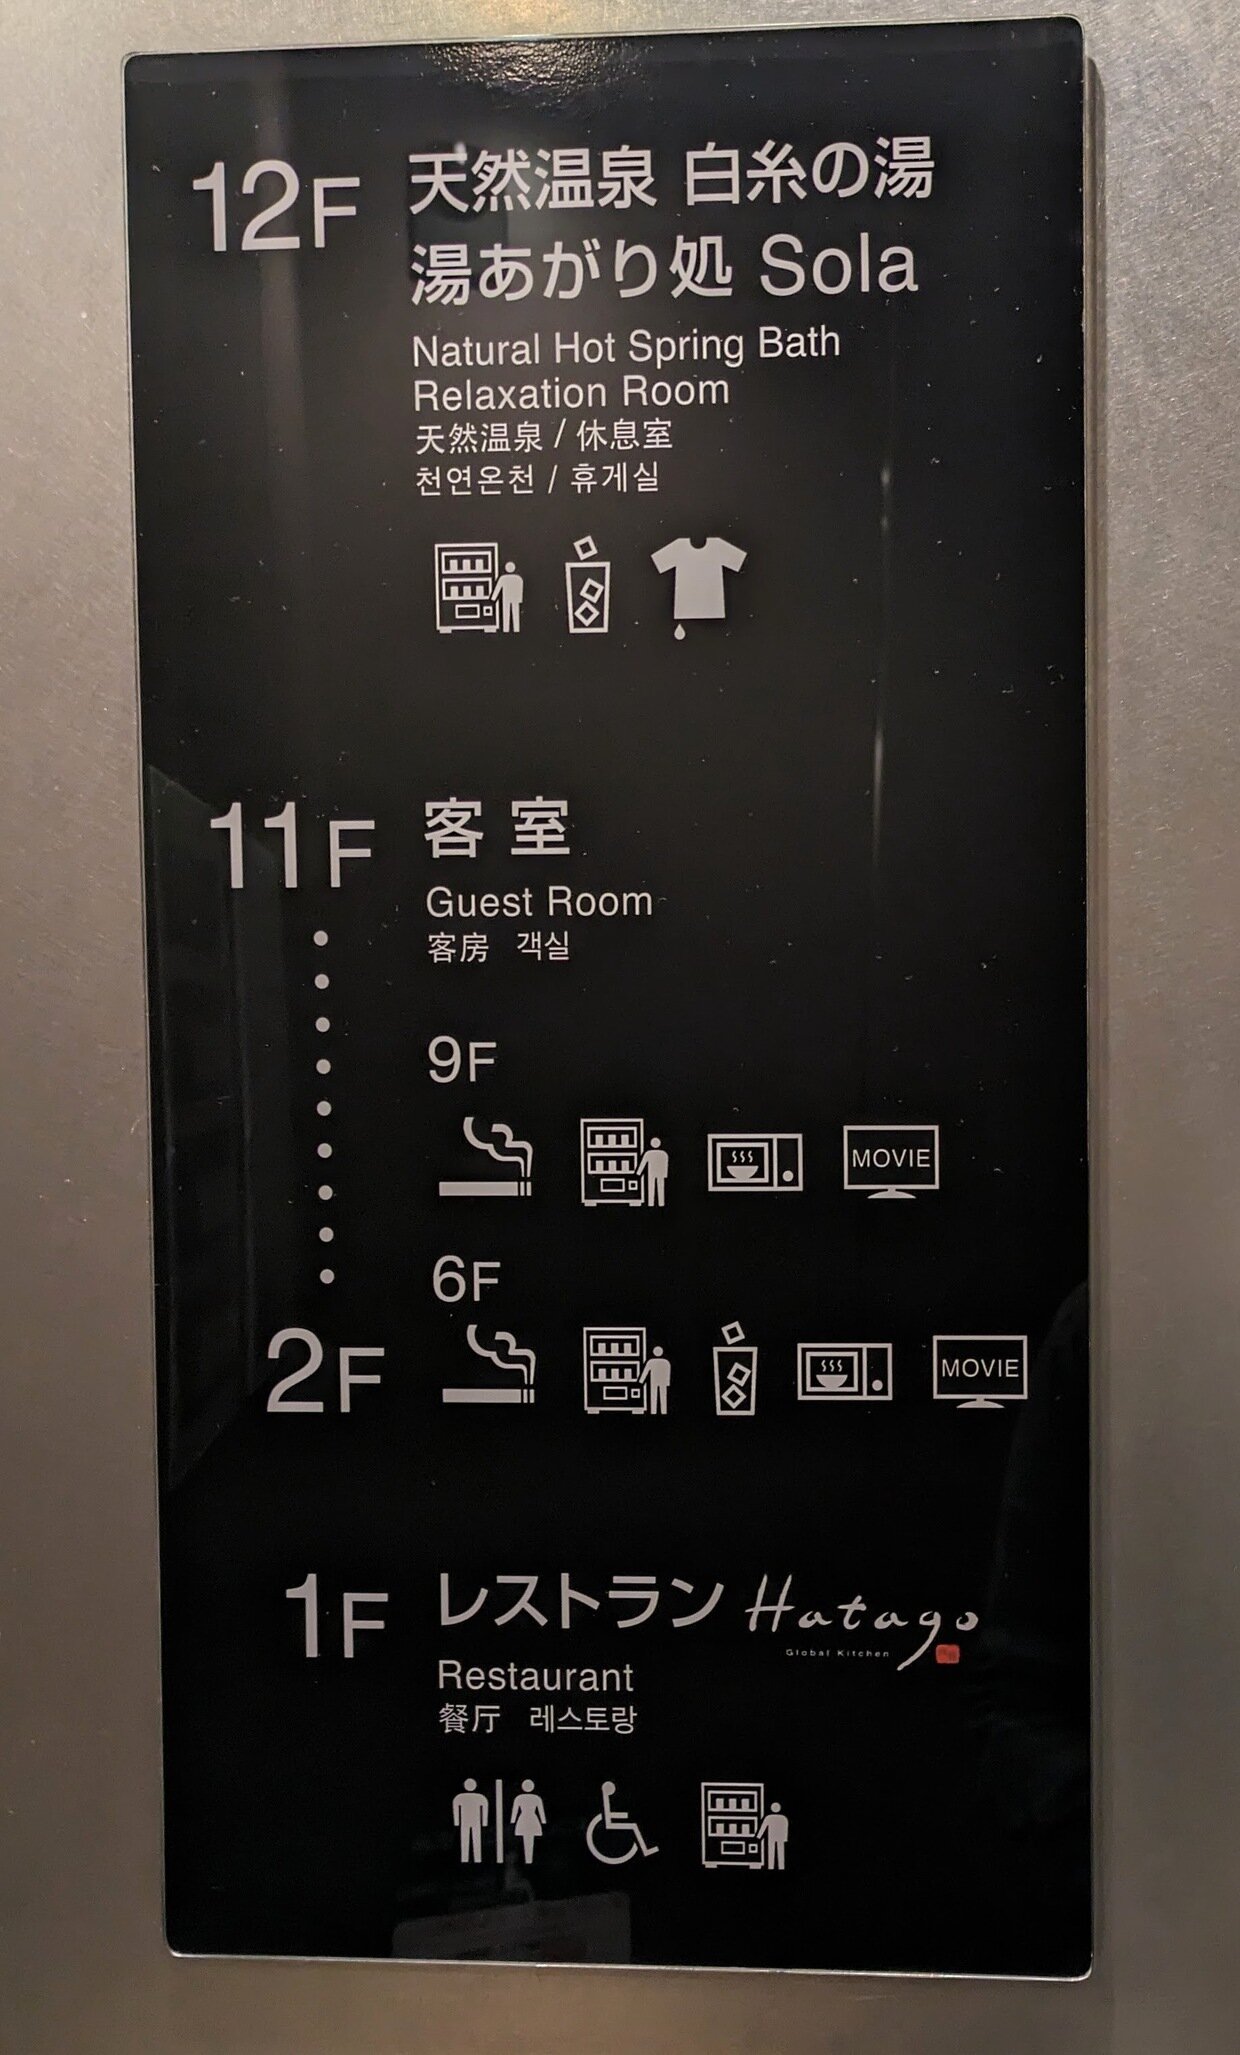 12F 天然温泉 白糸の湯
湯あがり処 Sola
Natural Hot Spring Bath
Relaxation Room
天然温泉 / 休息室
천연온천 / 휴게실
11F 客室
Guest Room
客房 객실
9F
MOVIE
6F
2F
MOVIE
1F レストラン Hatago
Global Kitchen
Restaurant
餐厅 레스토랑